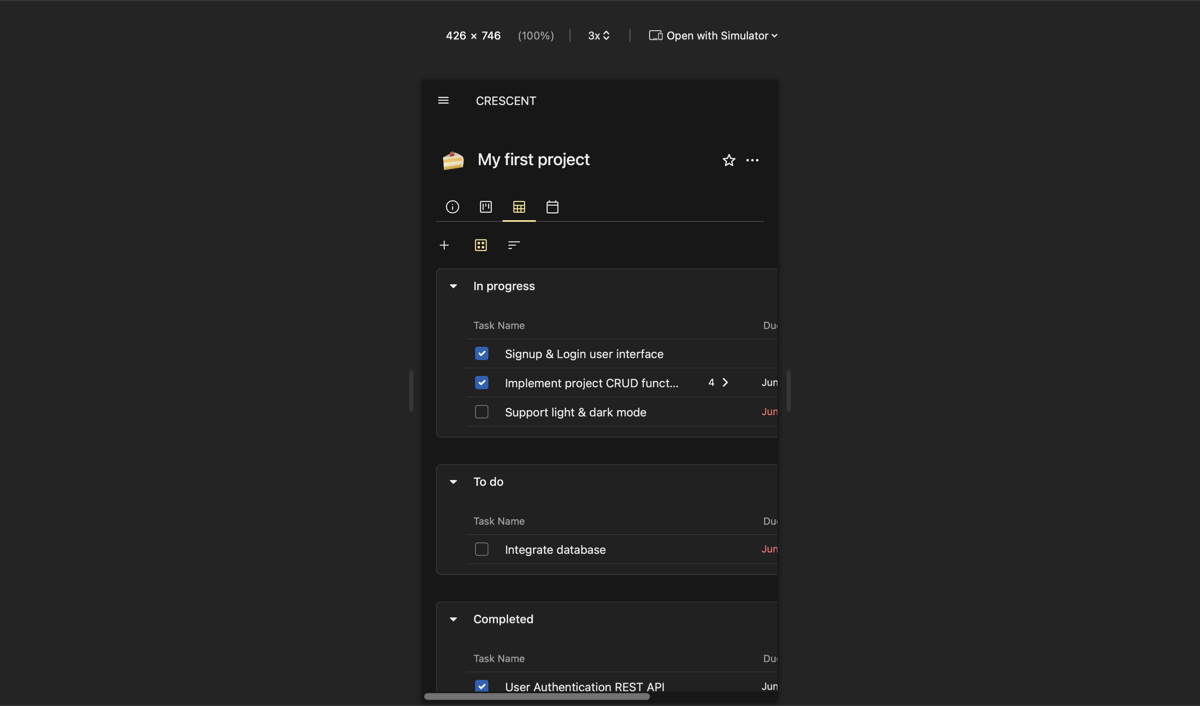 426 × 746 (100%) 3x Open with Simulator
CRESCENT
My first project
In progress
Task Name Du
Signup & Login user interface
Implement project CRUD funct... 4 Jun
Support light & dark mode Jun
To do
Task Name Du
Integrate database Jun
Completed
Task Name Du
User Authentication REST API Jun